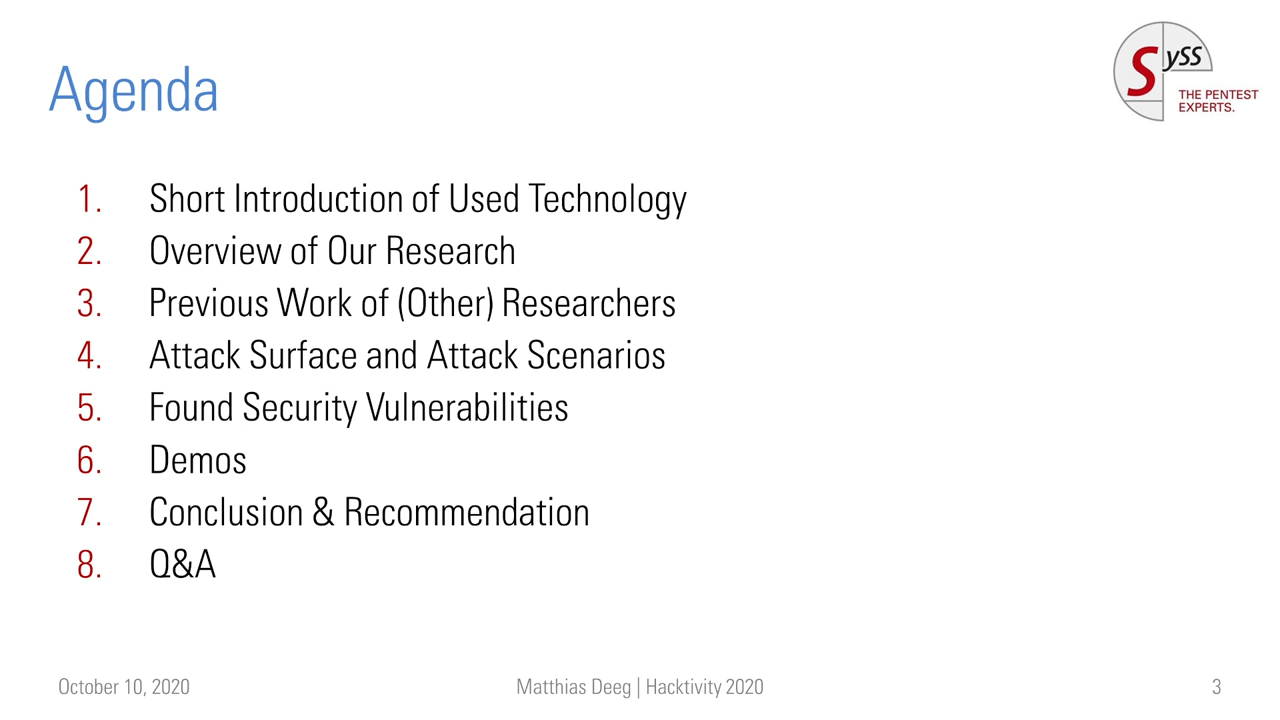 Agenda
SySS
THE PENTEST
EXPERTS.
1. Short Introduction of Used Technology
2. Overview of Our Research
3. Previous Work of (Other) Researchers
4. Attack Surface and Attack Scenarios
5. Found Security Vulnerabilities
6. Demos
7. Conclusion & Recommendation
8. Q&A
October 10, 2020 Matthias Deeg | Hacktivity 2020 3